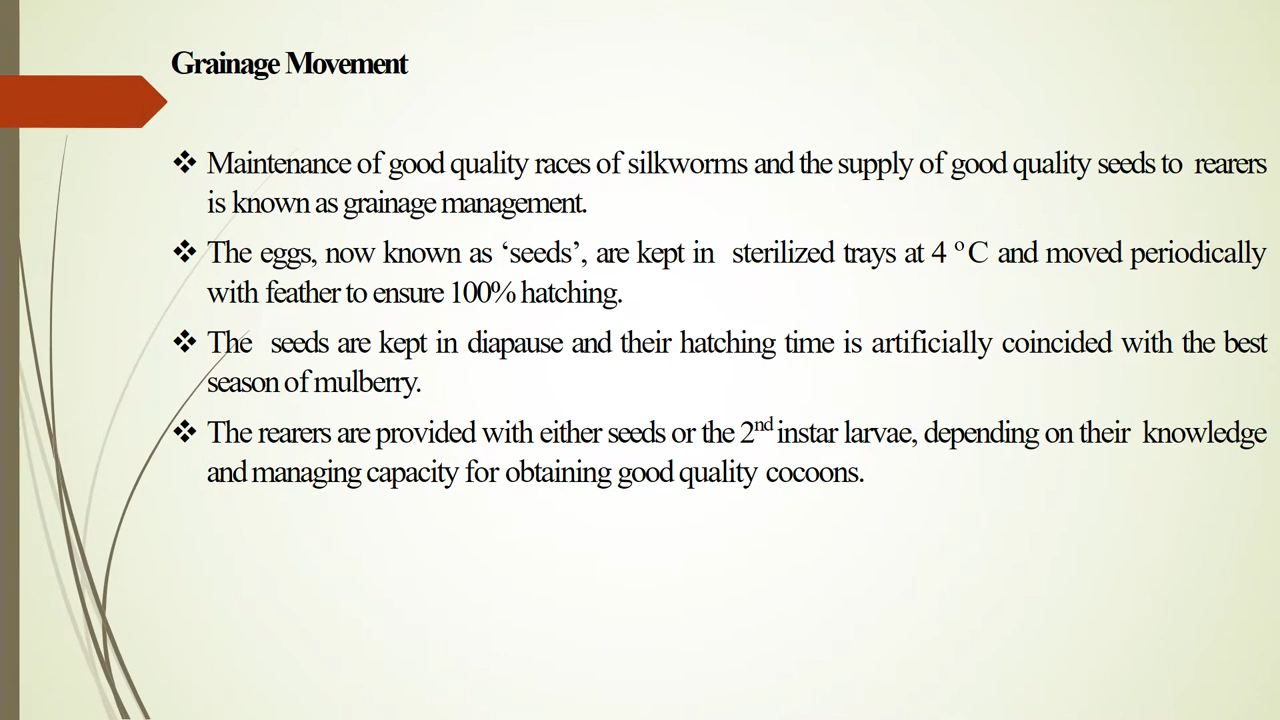 Grainage Movement
❖ Maintenance of good quality races of silkworms and the supply of good quality seeds to rearers
is known as grainage management.
❖ The eggs, now known as ‘seeds’, are kept in sterilized trays at 4 ºC and moved periodically
with feather to ensure 100% hatching.
❖ The seeds are kept in diapause and their hatching time is artificially coincided with the best
season of mulberry.
❖ The rearers are provided with either seeds or the 2nd instar larvae, depending on their knowledge
and managing capacity for obtaining good quality cocoons.